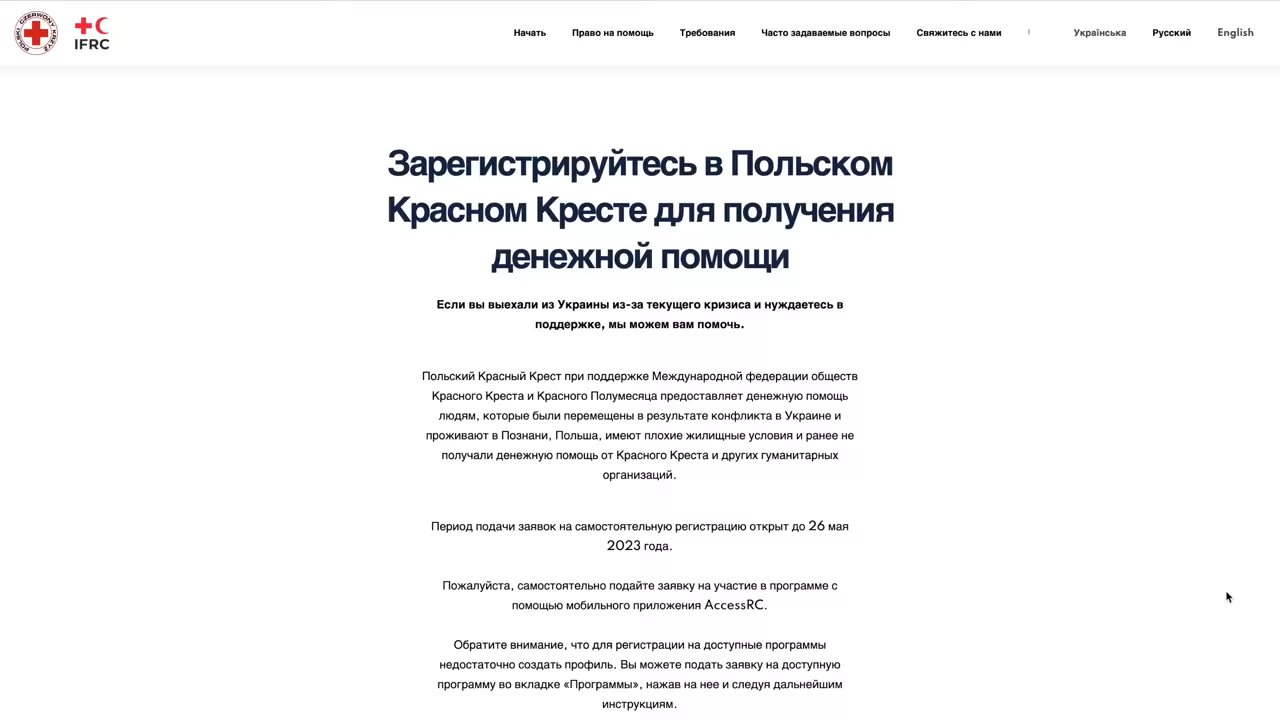 POLSKI CZERWONY KRZYŻ
IFRC
Начать Право на помощь Требования Часто задаваемые вопросы Свяжитесь с нами Українська Русский English
Зарегистрируйтесь в Польском
Красном Кресте для получения
денежной помощи
Если вы выехали из Украины из-за текущего кризиса и нуждаетесь в
поддержке, мы можем вам помочь.
Польский Красный Крест при поддержке Международной федерации обществ
Красного Креста и Красного Полумесяца предоставляет денежную помощь
людям, которые были перемещены в результате конфликта в Украине и
проживают в Познани, Польша, имеют плохие жилищные условия и ранее не
получали денежную помощь от Красного Креста и других гуманитарных
организаций.
Период подачи заявок на самостоятельную регистрацию открыт до 26 мая
2023 года.
Пожалуйста, самостоятельно подайте заявку на участие в программе с
помощью мобильного приложения AccessRC.
Обратите внимание, что для регистрации на доступные программы
недостаточно создать профиль. Вы можете подать заявку на доступную
программу во вкладке «Программы», нажав на нее и следуя дальнейшим
инструкциям.